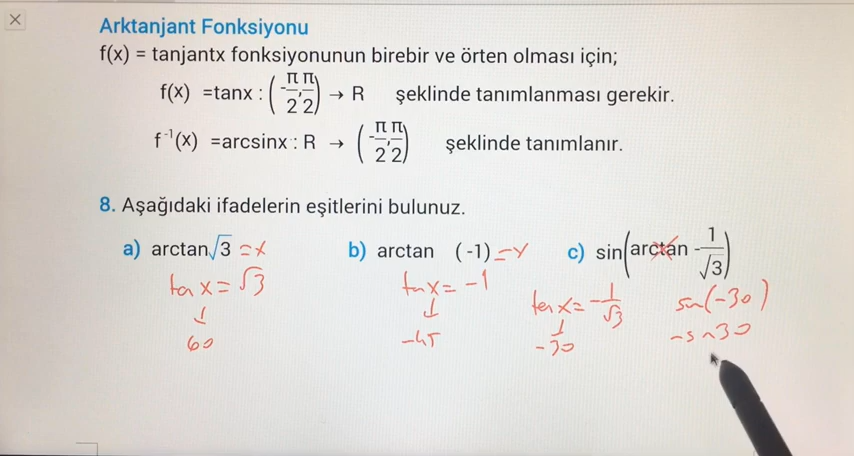 Arktanjant Fonksiyonu
f(x) = tanjantx fonksiyonunun birebir ve örten olması için;
f(x) =tanx : (-π/2, π/2) → R şeklinde tanımlanması gerekir.
f⁻¹(x) =arcsinx : R → (-π/2, π/2) şeklinde tanımlanır.
8. Aşağıdaki ifadelerin eşitlerini bulunuz.
a) arctan√3 = x b) arctan (-1) = x c) sin(arctan -1/√3)
tan x = √3 tan x = -1 tan x = -1/√3 sin(-30)
↓ ↓ ↓ -sin30
60 -45 -30